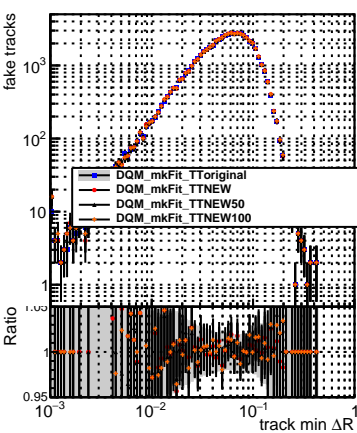 fake tracks
10³
10²
10
1
DQM_mkFit_TToriginal
DQM_mkFit_TTNEW
DQM_mkFit_TTNEW50
DQM_mkFit_TTNEW100
Ratio
1.05
1
0.95
10⁻³ 10⁻² 10⁻¹ 1
track min ΔR